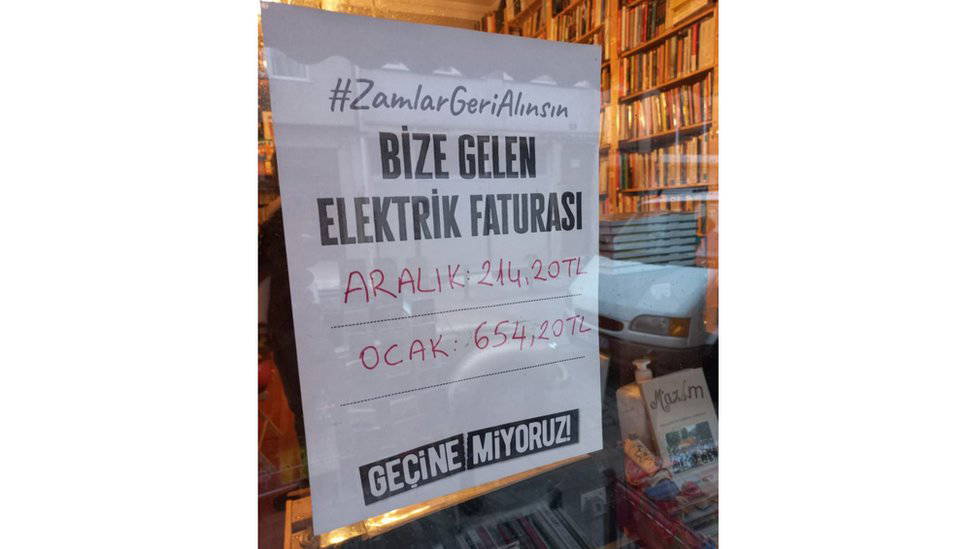 #ZamlarGeriAlınsın
BİZE GELEN
ELEKTRİK FATURASI
ARALIK: 214,20TL
OCAK: 654,20TL
GEÇİNE MİYORUZ!